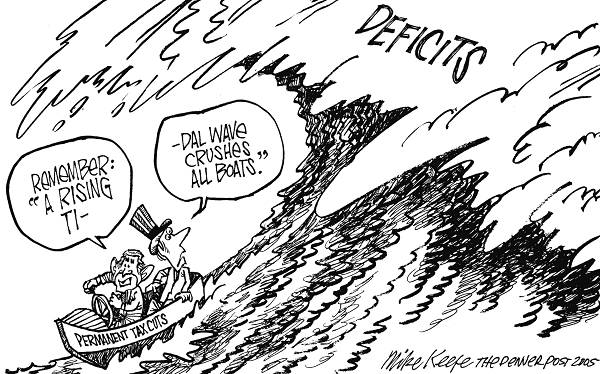 DEFICITS
REMEMBER:
"A RISING
TI-
-DAL WAVE
CRUSHES
ALL BOATS."
PERMANENT TAX CUTS
Mike Keefe THE DENVER POST 2005